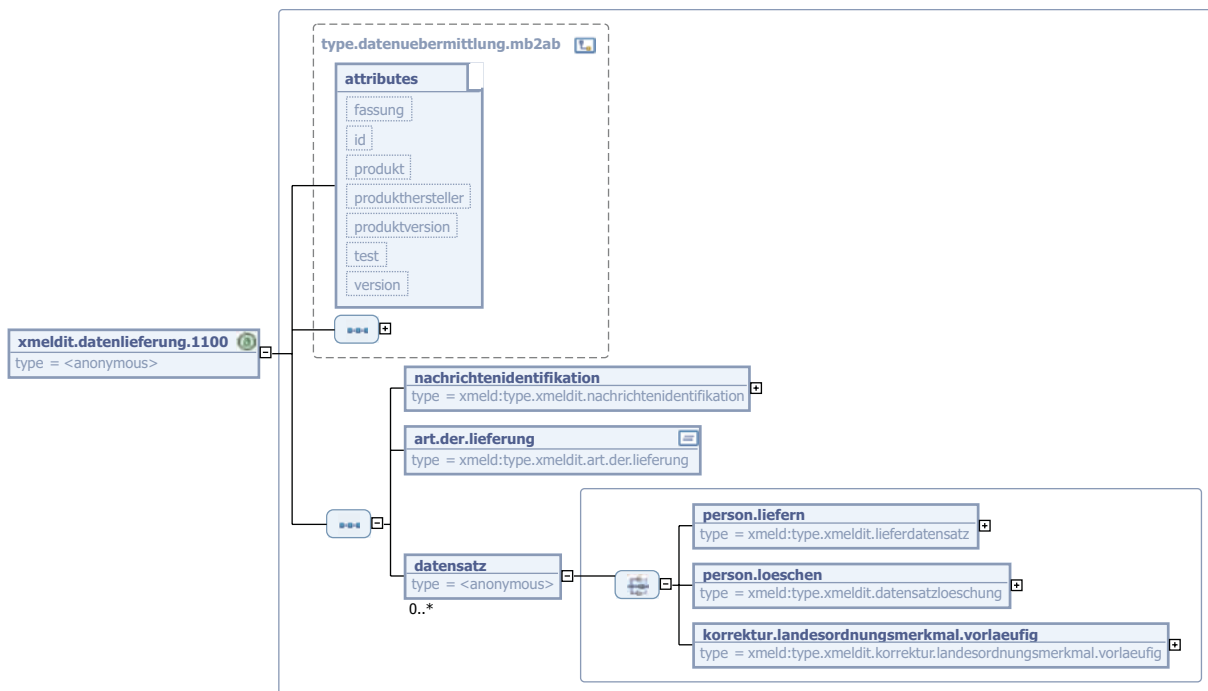 type.datenuebermittlung.mb2ab
attributes
fassung
id
produkt
produkthersteller
produktversion
test
version
xmeldit.datenlieferung.1100
type = <anonymous>
nachrichtenidentifikation
type = xmeld:type.xmeldit.nachrichtenidentifikation
art.der.lieferung
type = xmeld:type.xmeldit.art.der.lieferung
datensatz
type = <anonymous>
0..*
person.liefern
type = xmeld:type.xmeldit.lieferdatensatz
person.loeschen
type = xmeld:type.xmeldit.datensatzloeschung
korrektur.landesordnungsmerkmal.vorlaeufig
type = xmeld:type.xmeldit.korrektur.landesordnungsmerkmal.vorlaeufig